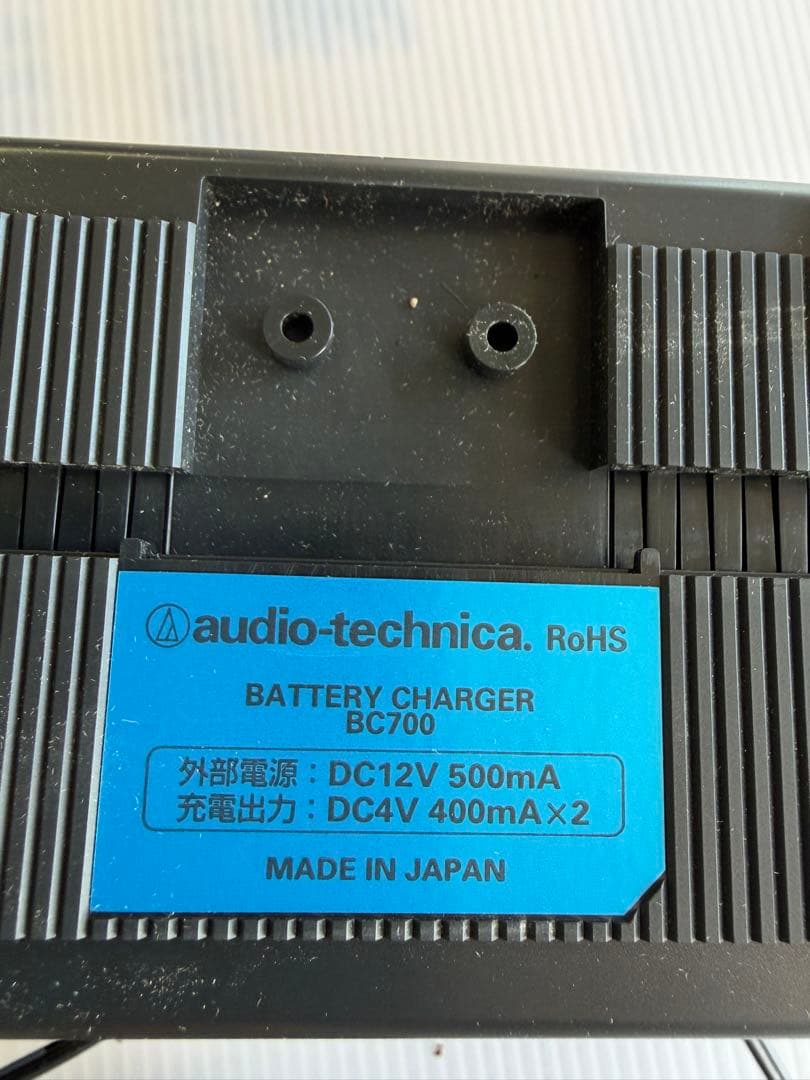 audio-technica. RoHS
BATTERY CHARGER
BC700
外部電源：DC12V 500mA
充電出力：DC4V 400mA×2
MADE IN JAPAN